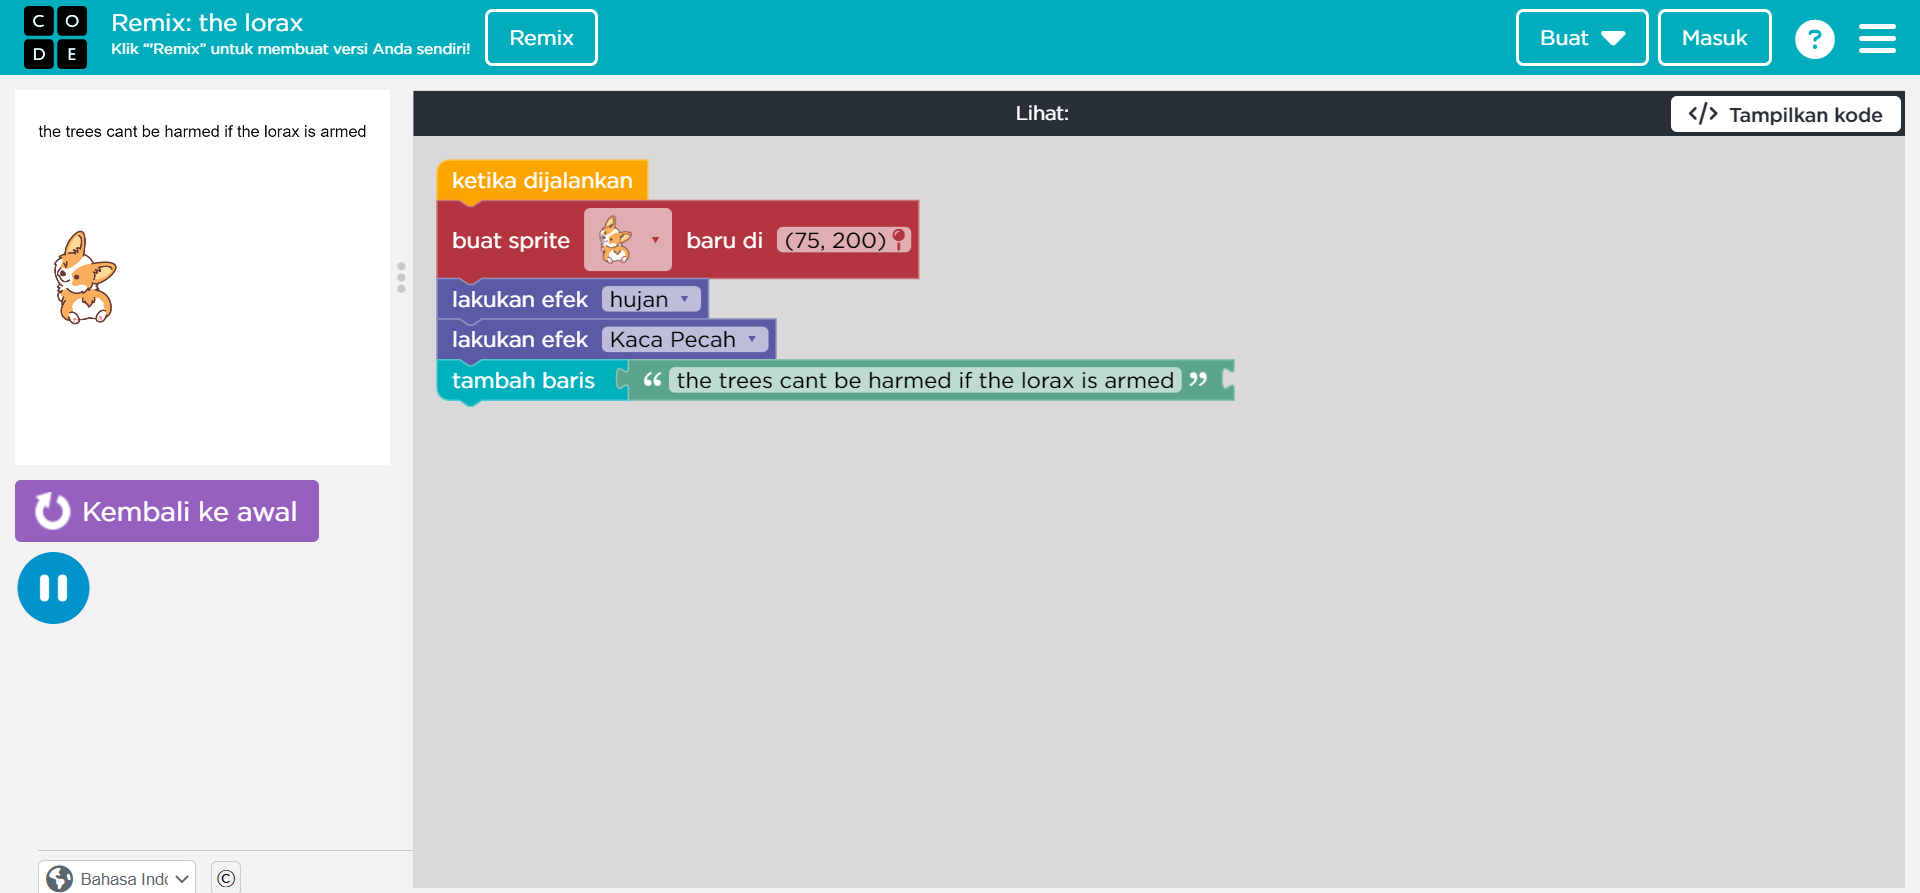 CODE
Remix: the lorax
Klik “'Remix” untuk membuat versi Anda sendiri!
Remix
Buat
Masuk
?
the trees cant be harmed if the lorax is armed
Lihat:
</> Tampilkan kode
ketika dijalankan
buat sprite baru di (75, 200)
lakukan efek hujan
lakukan efek Kaca Pecah
tambah baris “ the trees cant be harmed if the lorax is armed ”
Kembali ke awal
Bahasa Indo
©